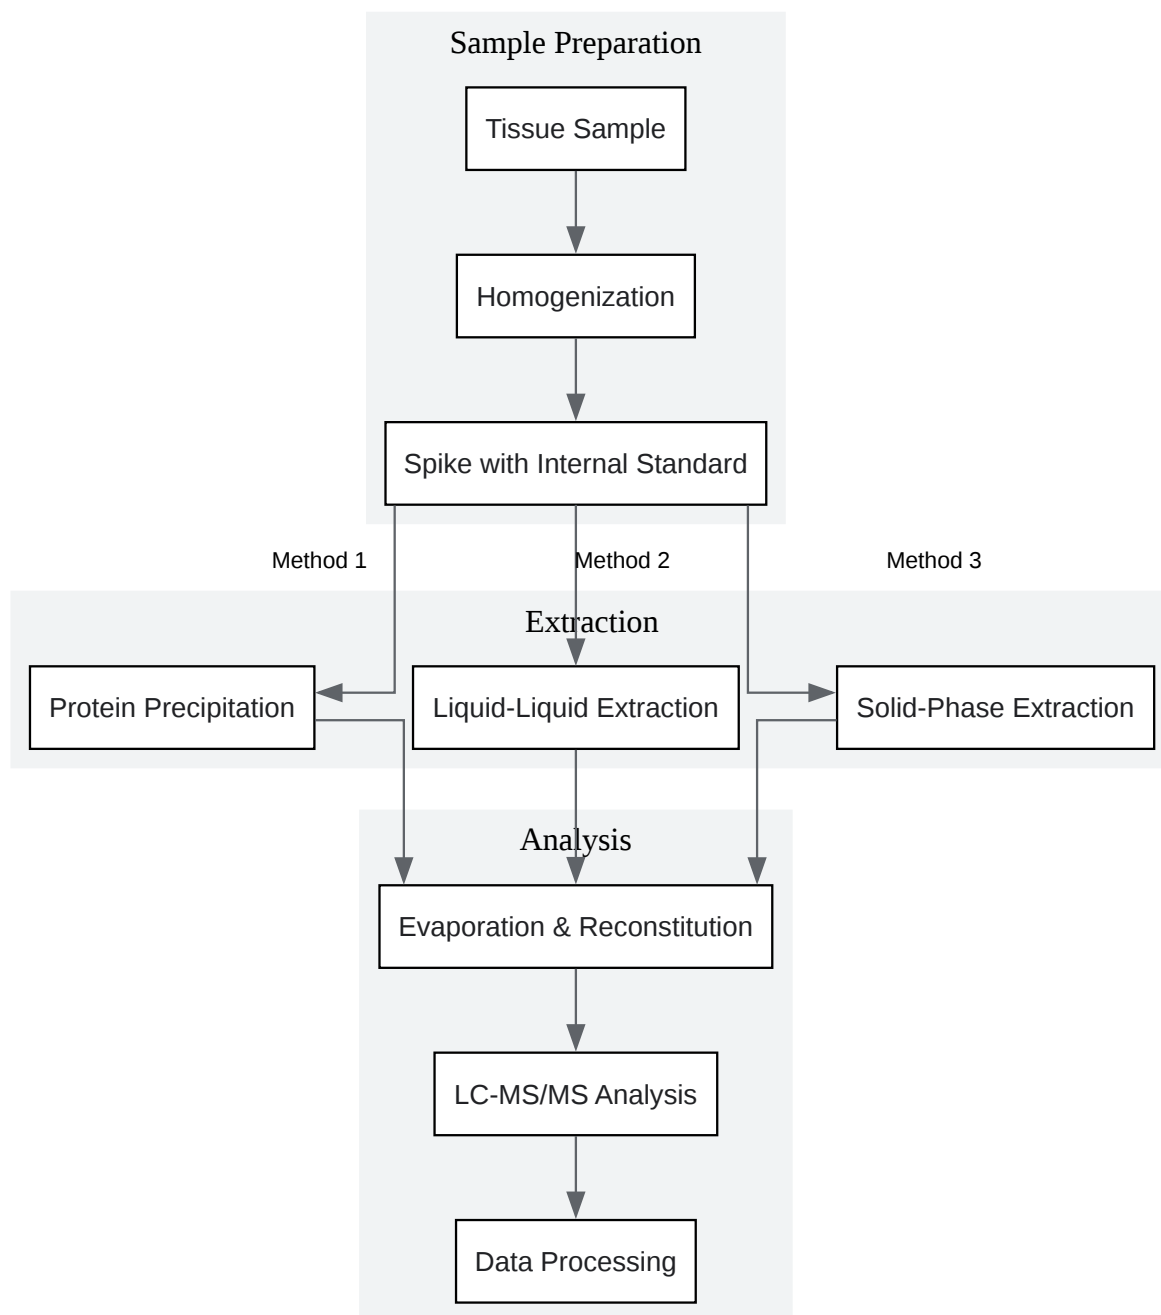 Sample Preparation
Tissue Sample
Homogenization
Spike with Internal Standard
Method 1
Method 2
Method 3
Extraction
Protein Precipitation
Liquid-Liquid Extraction
Solid-Phase Extraction
Analysis
Evaporation & Reconstitution
LC-MS/MS Analysis
Data Processing